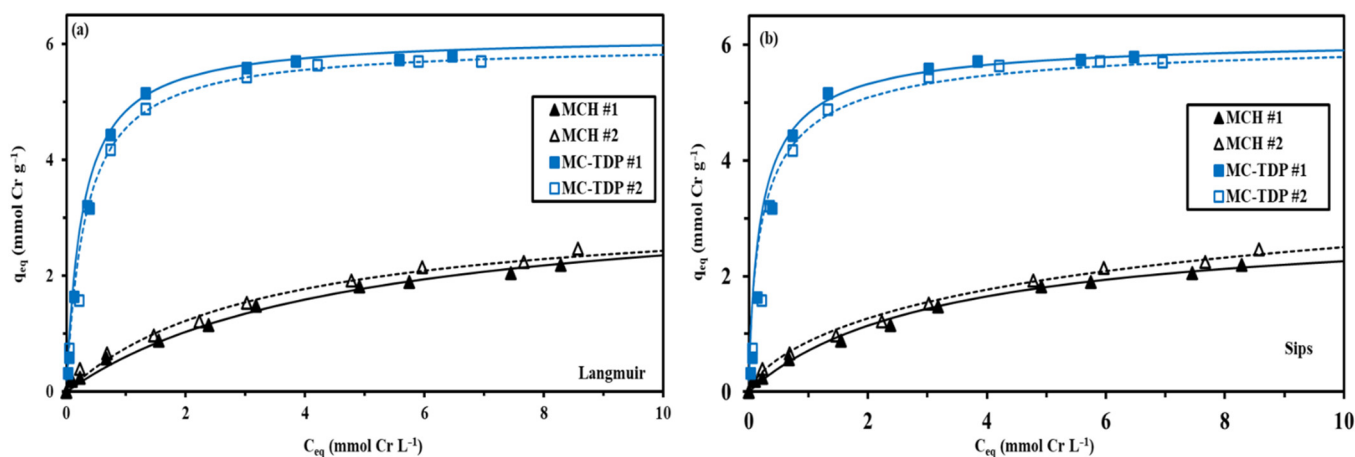 (a)
q_eq (mmol Cr g⁻¹)
6
4
2
0
MCH #1
MCH #2
MC-TDP #1
MC-TDP #2
Langmuir
0 2 4 6 8 10
C_eq (mmol Cr L⁻¹)
(b)
q_eq (mmol Cr g⁻¹)
6
4
2
0
MCH #1
MCH #2
MC-TDP #1
MC-TDP #2
Sips
0 2 4 6 8 10
C_eq (mmol Cr L⁻¹)